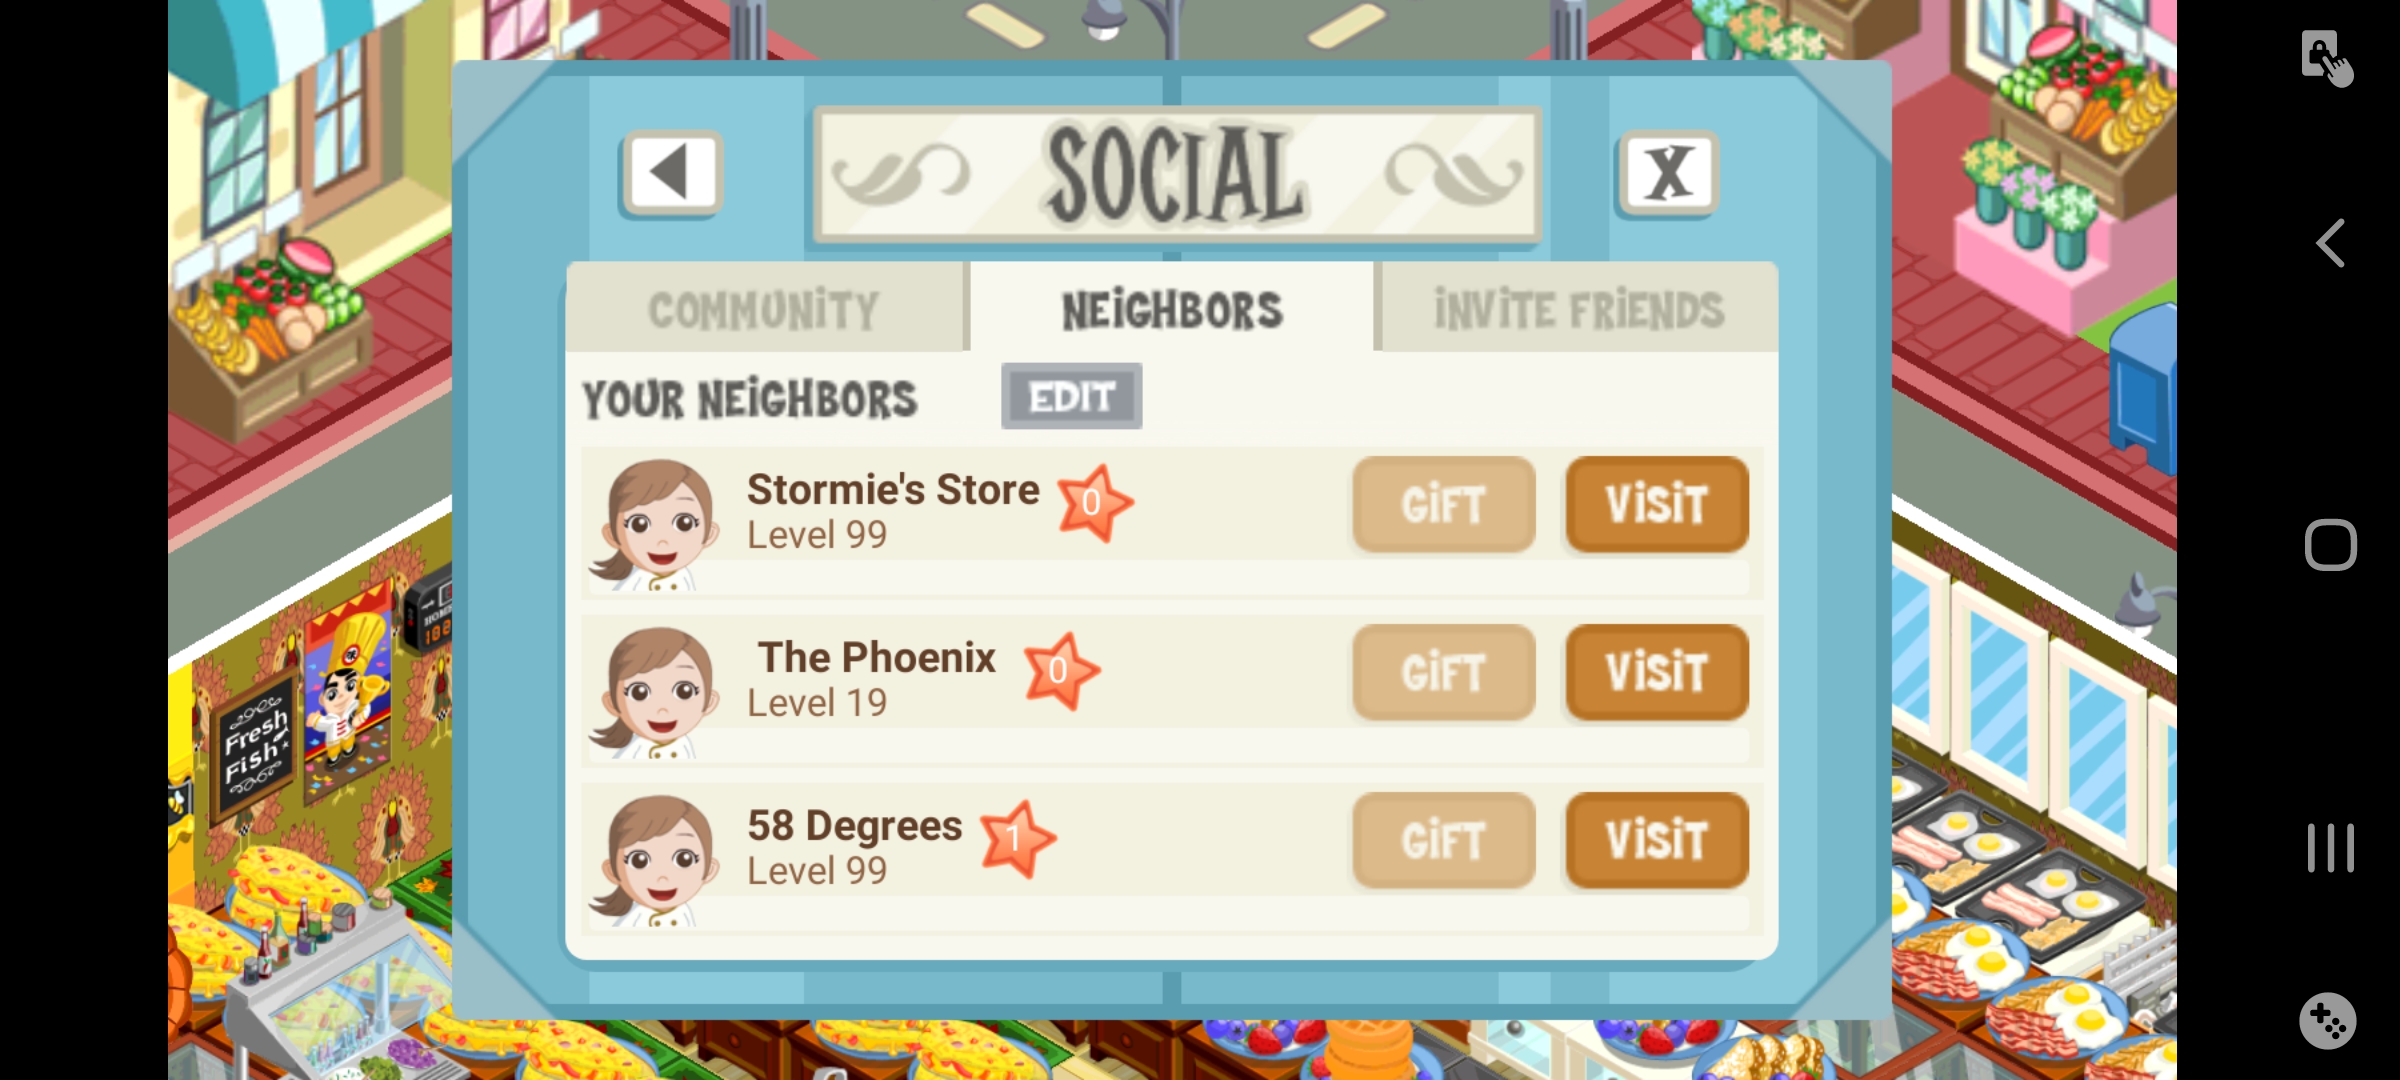 SOCIAL
X
COMMUNITY
NEIGHBORS
INVITE FRIENDS
YOUR NEIGHBORS
EDIT
Stormie's Store
0
Level 99
GIFT
VISIT
The Phoenix
0
Level 19
GIFT
VISIT
58 Degrees
1
Level 99
GIFT
VISIT
Fresh
Fish